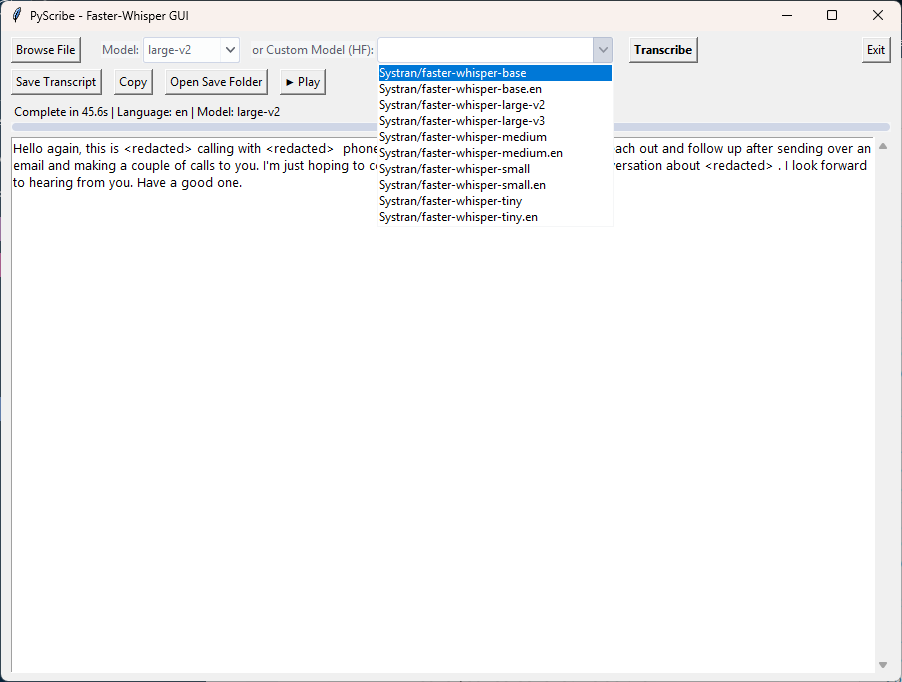 PyScribe - Faster-Whisper GUI
Browse File Model: large-v2 or Custom Model (HF): Transcribe Exit
Save Transcript Copy Open Save Folder ► Play
Complete in 45.6s | Language: en | Model: large-v2
Systran/faster-whisper-base
Systran/faster-whisper-base.en
Systran/faster-whisper-large-v2
Systran/faster-whisper-large-v3
Systran/faster-whisper-medium
Systran/faster-whisper-medium.en
Systran/faster-whisper-small
Systran/faster-whisper-small.en
Systran/faster-whisper-tiny
Systran/faster-whisper-tiny.en
Hello again, this is <redacted> calling with <redacted> out and follow up after sending over an
email and making a couple of calls to you. I'm just hoping to about <redacted> . I look forward
to hearing from you. Have a good one.